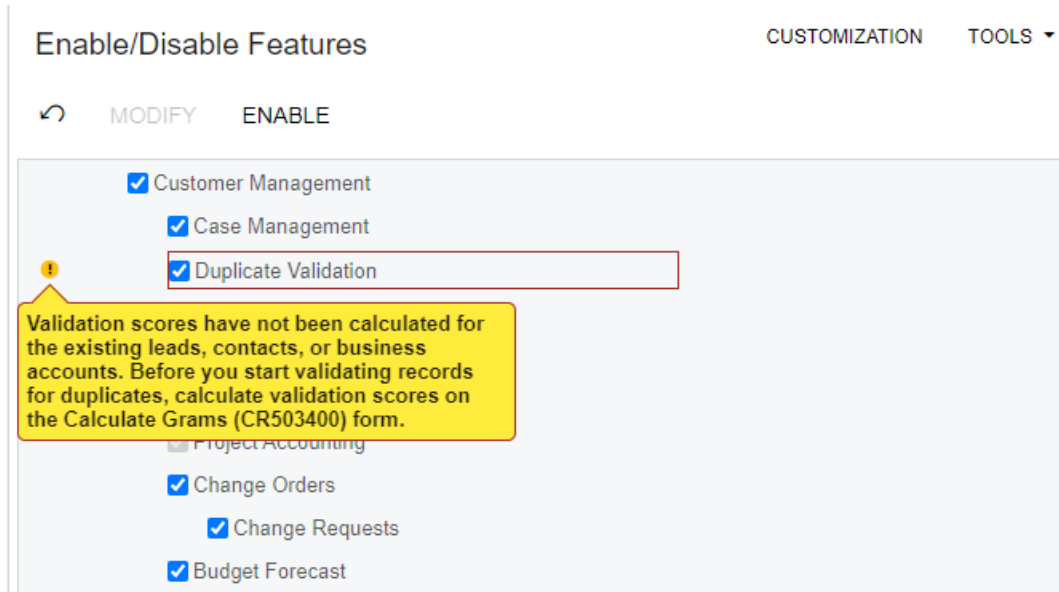 Enable/Disable Features
CUSTOMIZATION TOOLS
MODIFY ENABLE
Customer Management
Case Management
Duplicate Validation
Validation scores have not been calculated for
the existing leads, contacts, or business
accounts. Before you start validating records
for duplicates, calculate validation scores on
the Calculate Grams (CR503400) form.
Project Accounting
Change Orders
Change Requests
Budget Forecast